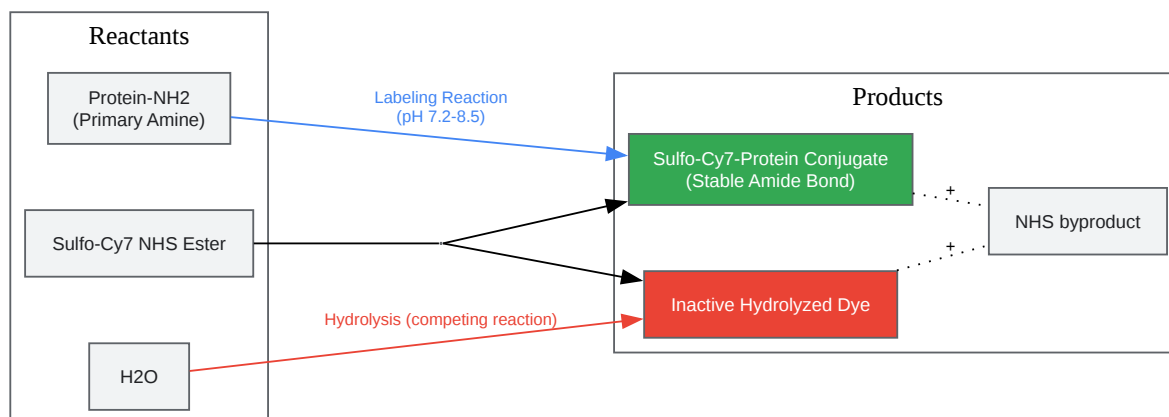 Reactants
Protein-NH2
(Primary Amine)
Sulfo-Cy7 NHS Ester
H2O
Labeling Reaction
(pH 7.2-8.5)
Hydrolysis (competing reaction)
Products
Sulfo-Cy7-Protein Conjugate
(Stable Amide Bond)
Inactive Hydrolyzed Dye
+
+
NHS byproduct